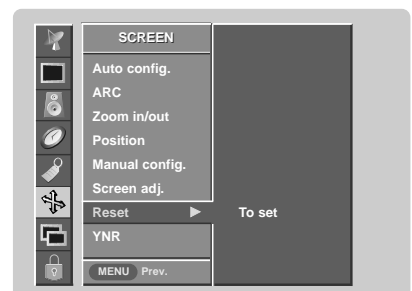 SCREEN
Auto config.
ARC
Zoom in/out
Position
Manual config.
Screen adj.
Reset ▶ To set
YNR
MENU Prev.